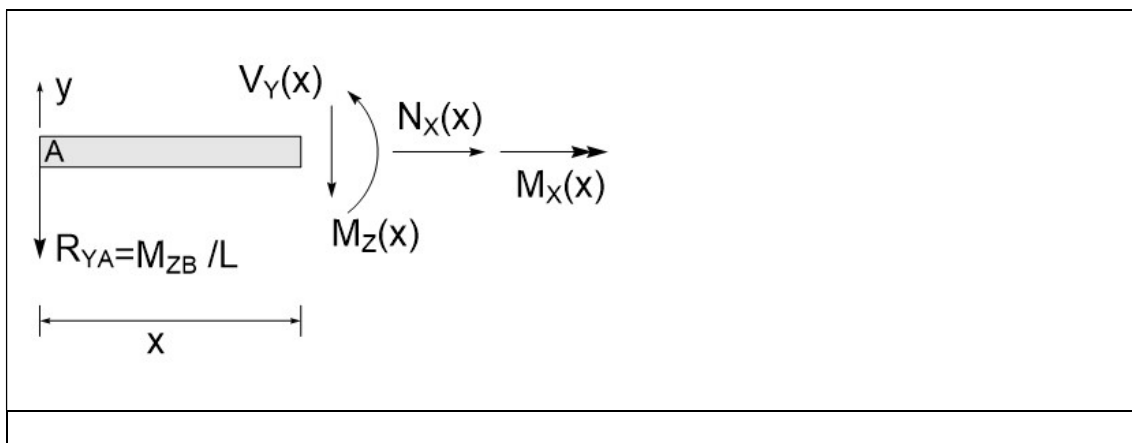 y
V_Y(x)
N_X(x)
A
M_X(x)
M_Z(x)
R_YA=M_ZB /L
x